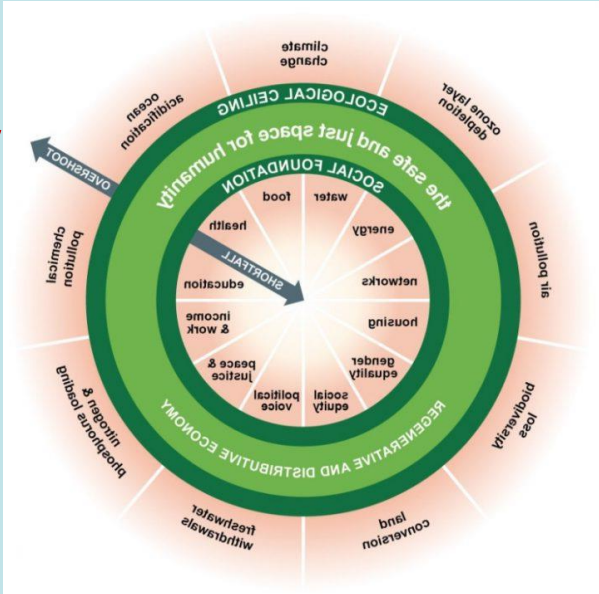 climate
change
ozone layer
depletion
air pollution
biodiversity
loss
land
conversion
freshwater
withdrawals
nitrogen &
phosphorus loading
chemical
pollution
ocean
acidification
ECOLOGICAL CEILING
the safe and just space for humanity
SOCIAL FOUNDATION
OVERSHOOT
SHORTFALL
water
food
energy
health
networks
education
housing
income
& work
gender
equality
peace &
justice
social
equity
political
voice
REGENERATIVE AND DISTRIBUTIVE ECONOMY